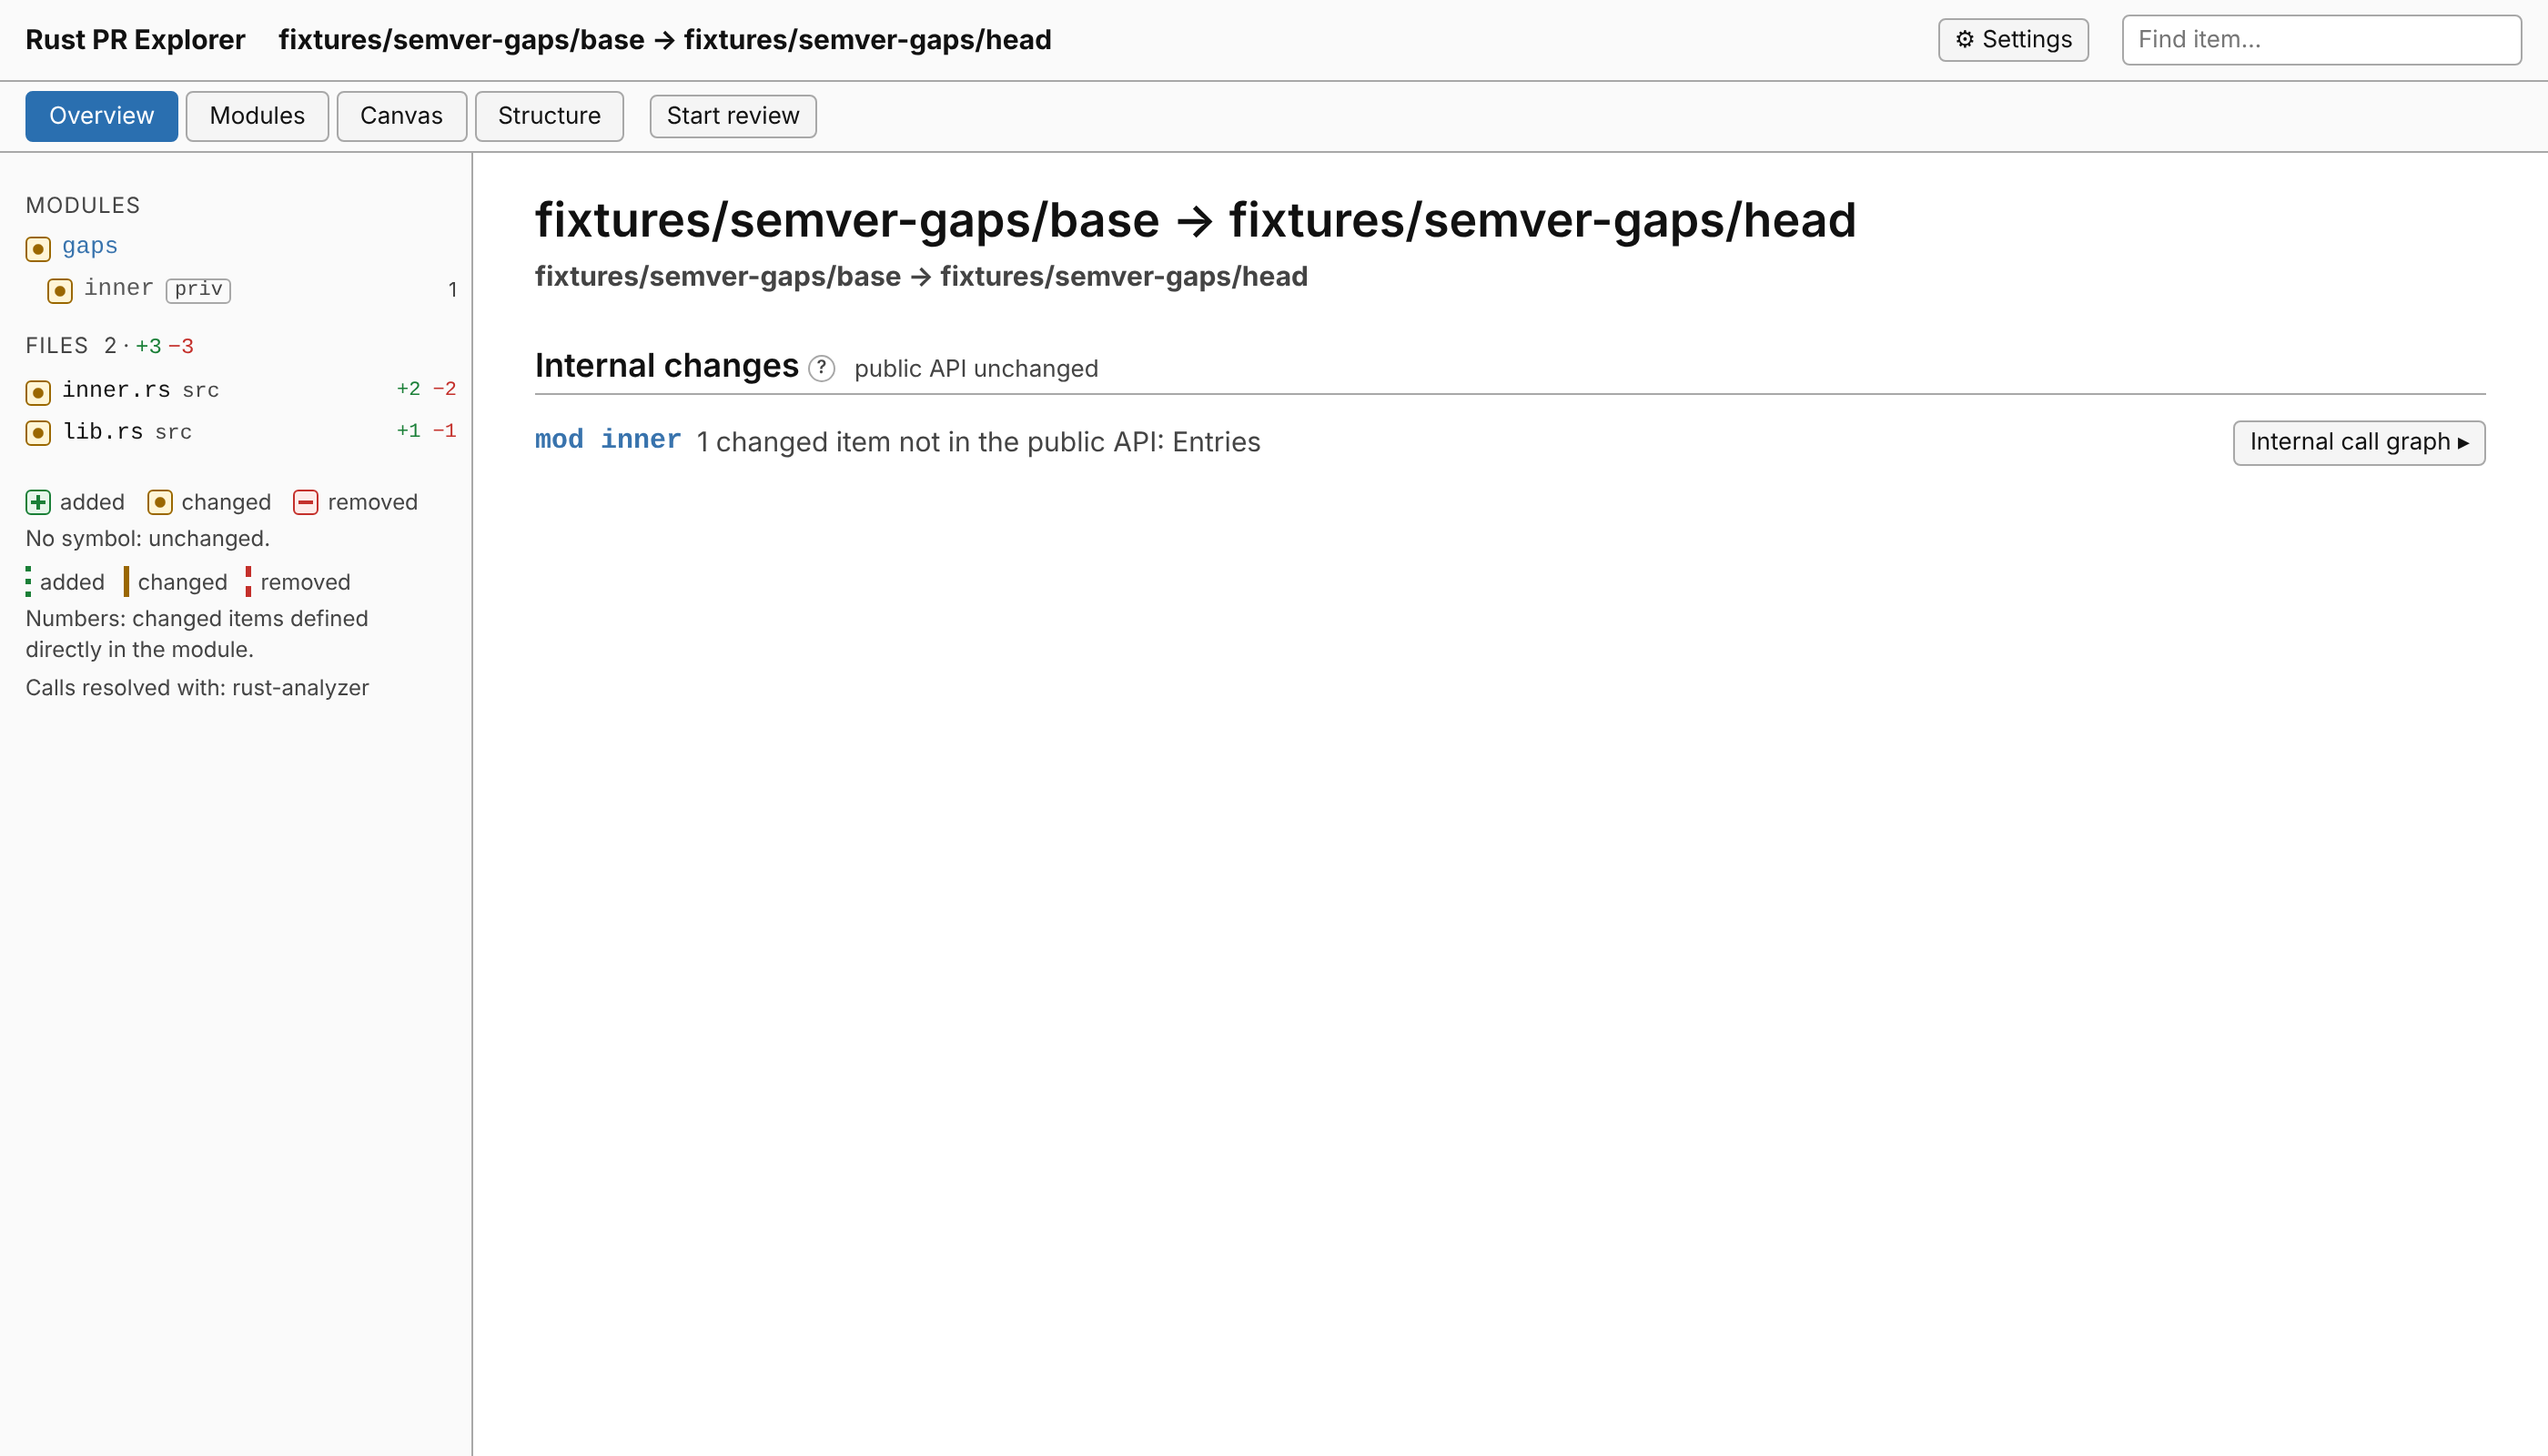 Rust PR Explorer fixtures/semver-gaps/base → fixtures/semver-gaps/head ⚙ Settings Find item...
Overview Modules Canvas Structure Start review
MODULES
gaps
inner priv 1
FILES 2 · +3 −3
inner.rs src +2 −2
lib.rs src +1 −1
added changed removed
No symbol: unchanged.
added changed removed
Numbers: changed items defined
directly in the module.
Calls resolved with: rust-analyzer
fixtures/semver-gaps/base → fixtures/semver-gaps/head
fixtures/semver-gaps/base → fixtures/semver-gaps/head
Internal changes ? public API unchanged
mod inner 1 changed item not in the public API: Entries Internal call graph ▸